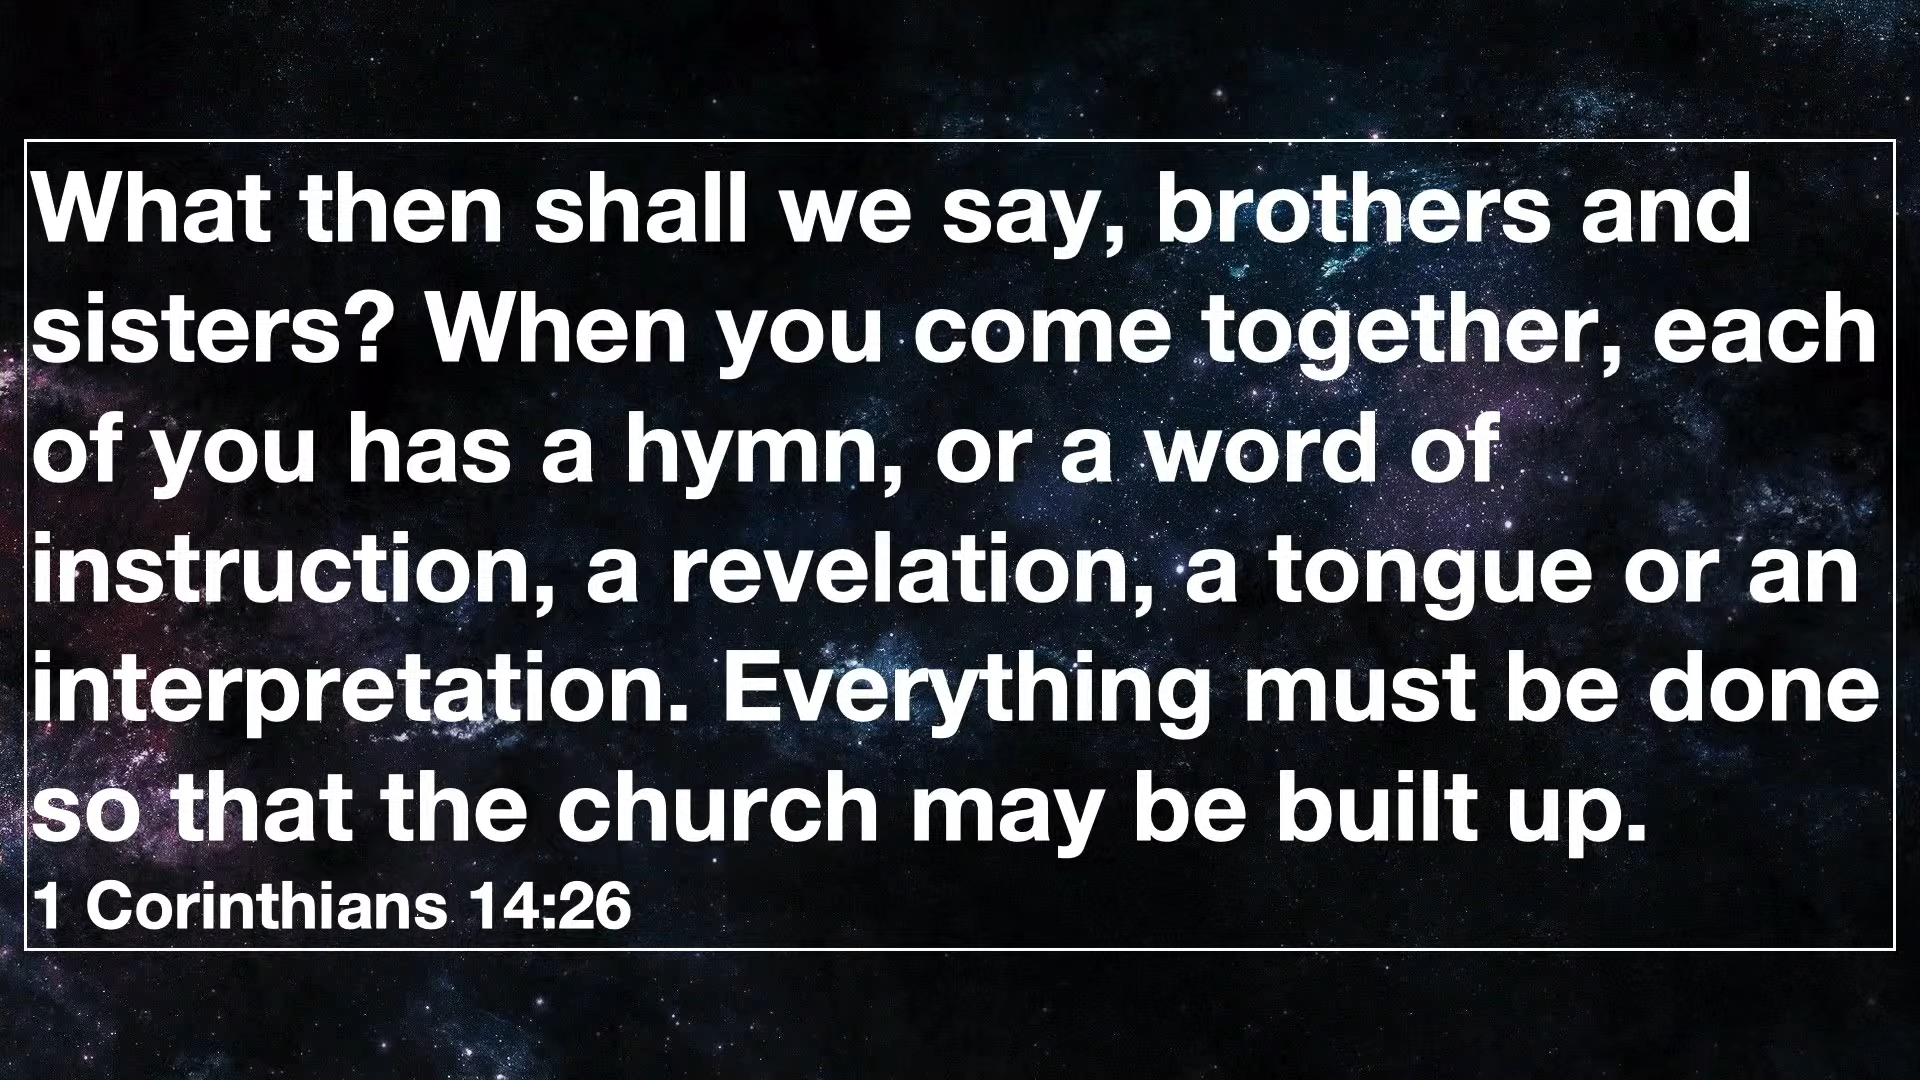 What then shall we say, brothers and
sisters? When you come together, each
of you has a hymn, or a word of
instruction, a revelation, a tongue or an
interpretation. Everything must be done
so that the church may be built up.
1 Corinthians 14:26